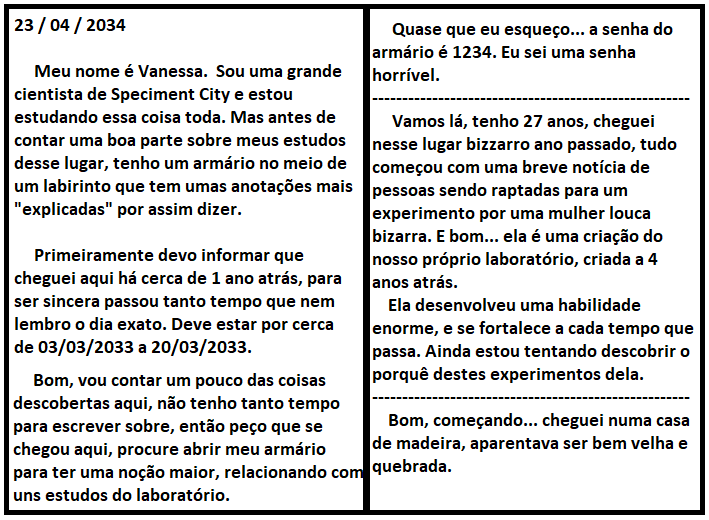 23 / 04 / 2034
Meu nome é Vanessa. Sou uma grande
cientista de Speciment City e estou
estudando essa coisa toda. Mas antes de
contar uma boa parte sobre meus estudos
desse lugar, tenho um armário no meio de
um labirinto que tem umas anotações mais
"explicadas" por assim dizer.
Primeiramente devo informar que
cheguei aqui há cerca de 1 ano atrás, para
ser sincera passou tanto tempo que nem
lembro o dia exato. Deve estar por cerca
de 03/03/2033 a 20/03/2033.
Bom, vou contar um pouco das coisas
descobertas aqui, não tenho tanto tempo
para escrever sobre, então peço que se
chegou aqui, procure abrir meu armário
para ter uma noção maior, relacionando com
uns estudos do laboratório.
Quase que eu esqueço... a senha do
armário é 1234. Eu sei uma senha
horrível.
-----------------------------------------------------
Vamos lá, tenho 27 anos, cheguei
nesse lugar bizzarro ano passado, tudo
começou com uma breve notícia de
pessoas sendo raptadas para um
experimento por uma mulher louca
bizarra. E bom... ela é uma criação do
nosso próprio laboratório, criada a 4
anos atrás.
Ela desenvolveu uma habilidade
enorme, e se fortalece a cada tempo que
passa. Ainda estou tentando descobrir o
porquê destes experimentos dela.
-----------------------------------------------------
Bom, começando... cheguei numa casa
de madeira, aparentava ser bem velha e
quebrada.